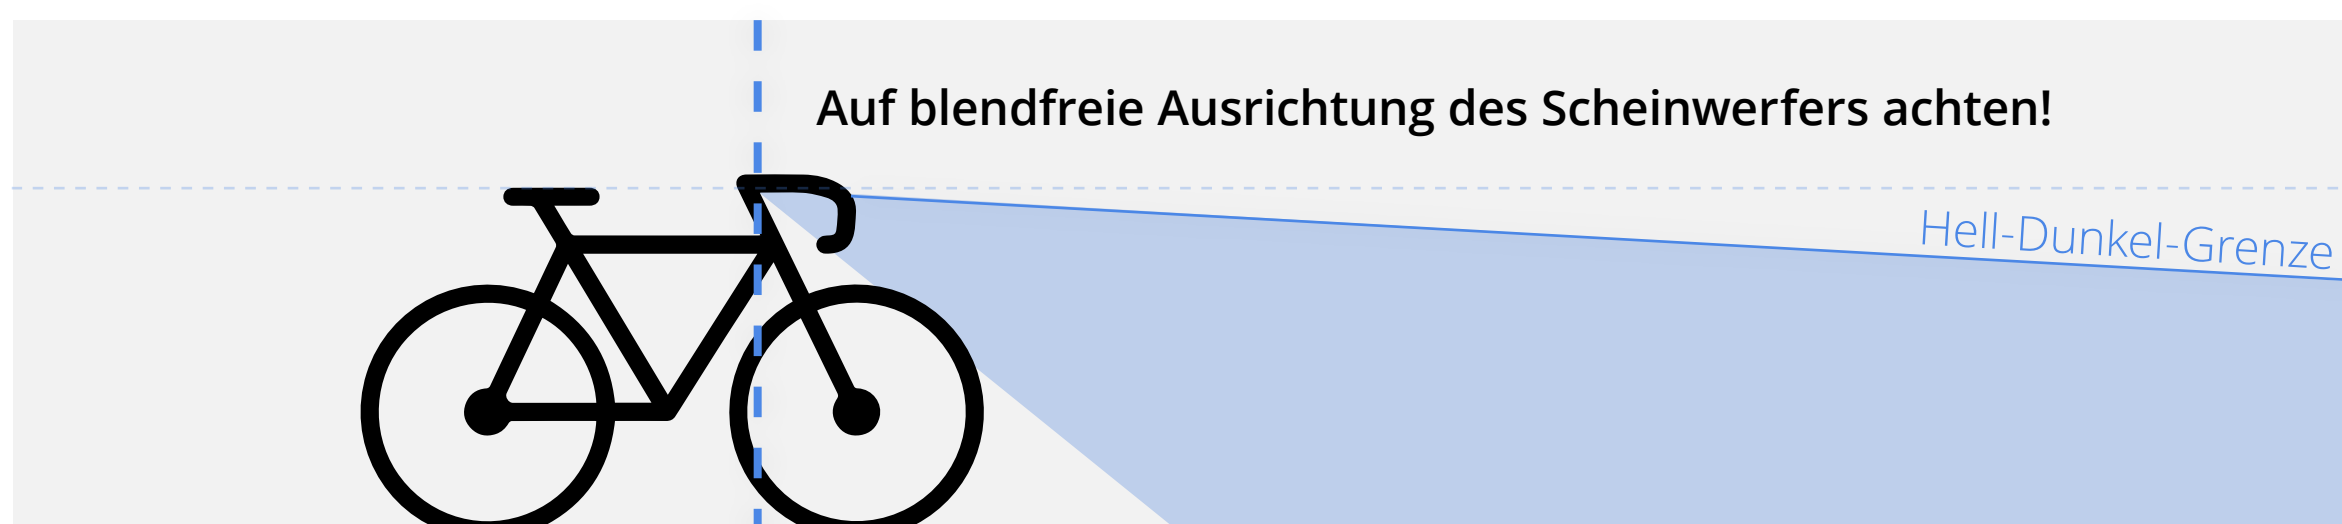 Auf blendfreie Ausrichtung des Scheinwerfers achten!
Hell-Dunkel-Grenze